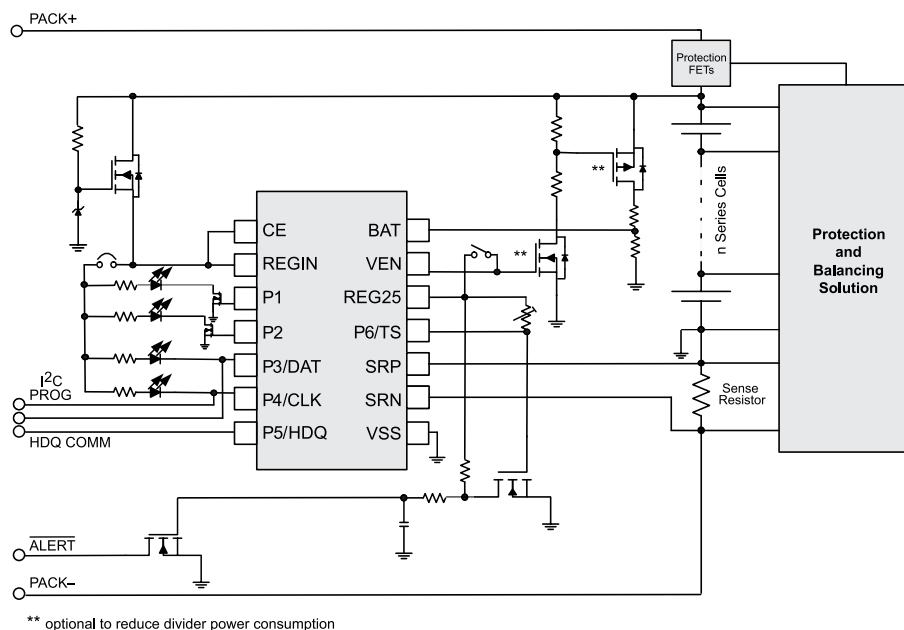 PACK+
Protection
FETs
**
n Series Cells
Protection
and
Balancing
Solution
CE
REGIN
P1
P2
P3/DAT
P4/CLK
P5/HDQ
BAT
VEN
REG25
P6/TS
SRP
SRN
VSS
**
I²C
PROG
HDQ COMM
Sense
Resistor
ALERT
PACK–
** optional to reduce divider power consumption